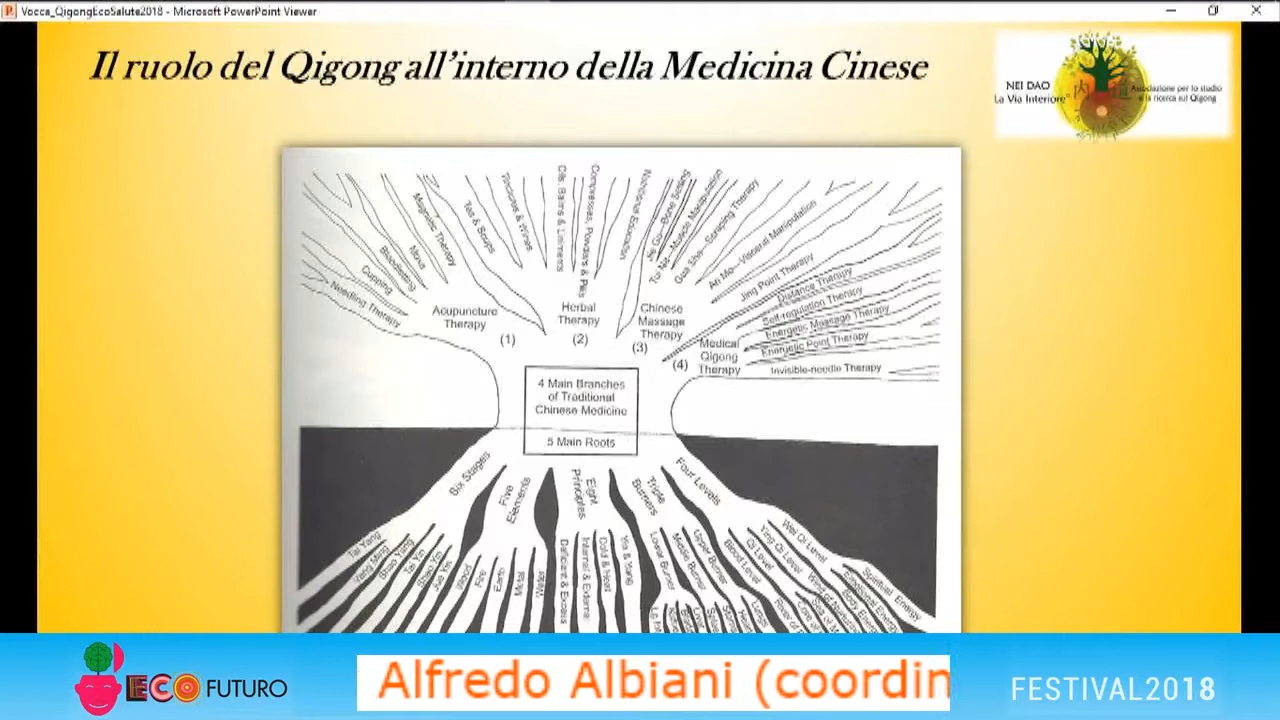 Vocca_QigongEcoSalute2018 - Microsoft PowerPoint Viewer
Il ruolo del Qigong all'interno della Medicina Cinese
NEI DAO
La Via Interiore
内 道
Associazione per lo studio
e la ricerca sul Qigong
Needling Therapy
Cupping
Bloodletting
Moxa
Magnetic Therapy
Teas & Soups
Tinctures & Wines
Oils, Balms & Liniments
Compresses, Powders & Pills
Nutritional Education
Jie Gu—Bone Setting
Tui Na—Muscle Manipulation
Gua Sha—Scraping Therapy
An Mo—Visceral Manipulation
Jing Point Therapy
Distance Therapy
Self-regulation Therapy
Energetic Massage Therapy
Energetic Point Therapy
Invisible-needle Therapy
Acupuncture
Therapy
(1)
Herbal
Therapy
(2)
Chinese
Massage
Therapy
(3)
Medical
Qigong
Therapy
(4)
4 Main Branches
of Traditional
Chinese Medicine
5 Main Roots
Six Stages
Five
Elements
Eight
Principles
Triple
Burners
Four Levels
Tai Yang
Yang Ming
Shao Yang
Tai Yin
Shao Yin
Jue Yin
Wood
Fire
Earth
Metal
Water
Deficient & Excess
Internal & External
Cold & Heat
Yin & Yang
Lower Burner
Middle Burner
Upper Burner
Blood Level
Qi Level
Ying Qi Level
Wei Qi Level
Spiritual Energy
Emotional Energy
Body Energy
Lungs
ECO FUTURO
Alfredo Albiani (coordin
FESTIVAL2018